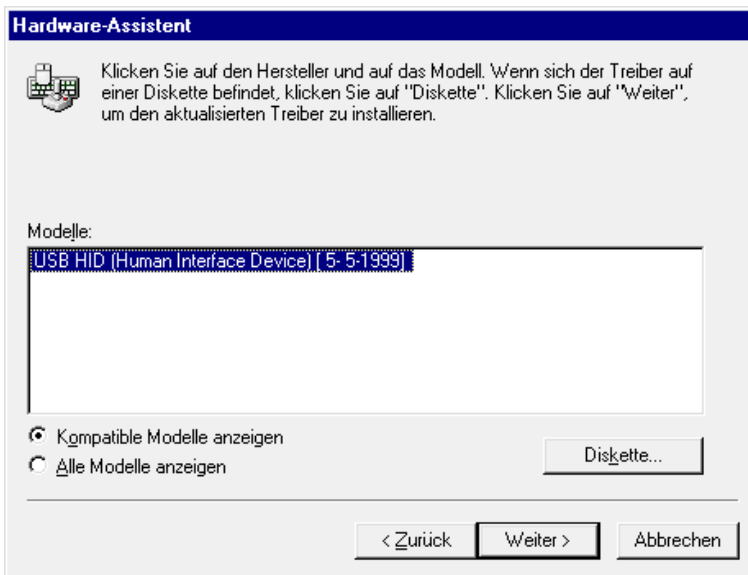 Hardware-Assistent
Klicken Sie auf den Hersteller und auf das Modell. Wenn sich der Treiber auf
einer Diskette befindet, klicken Sie auf "Diskette". Klicken Sie auf "Weiter",
um den aktualisierten Treiber zu installieren.
Modelle:
USB HID (Human Interface Device) [ 5- 5-1999]
Kompatible Modelle anzeigen
Alle Modelle anzeigen
Diskette...
< Zurück
Weiter >
Abbrechen